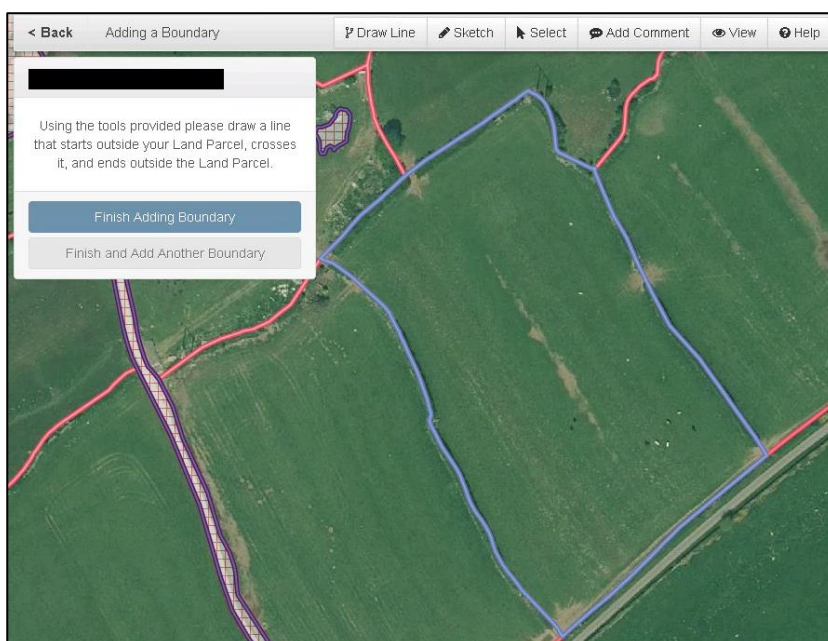 < Back Adding a Boundary Draw Line Sketch Select Add Comment View Help
Using the tools provided please draw a line
that starts outside your Land Parcel, crosses
it, and ends outside the Land Parcel.
Finish Adding Boundary
Finish and Add Another Boundary